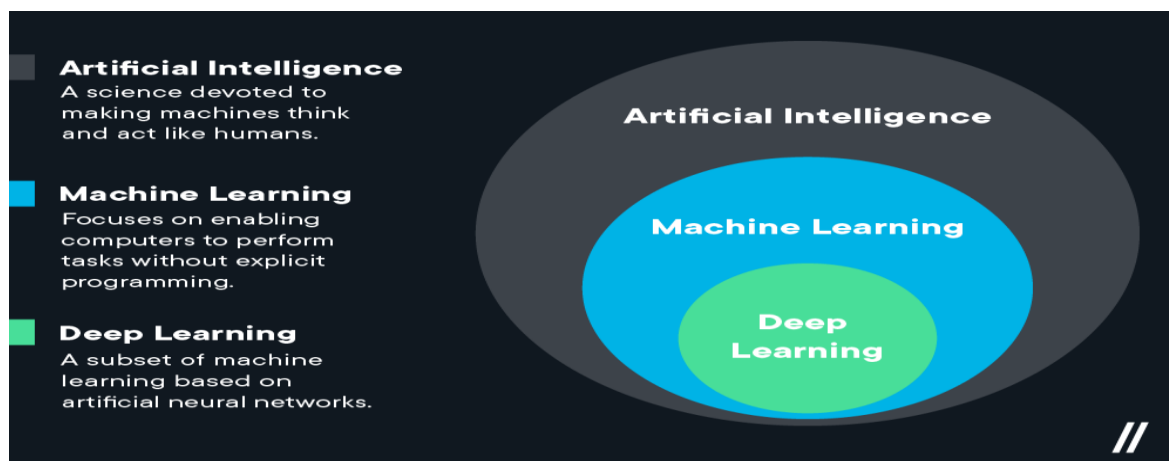 Artificial Intelligence
A science devoted to
making machines think
and act like humans.
Machine Learning
Focuses on enabling
computers to perform
tasks without explicit
programming.
Deep Learning
A subset of machine
learning based on
artificial neural networks.
Artificial Intelligence
Machine Learning
Deep
Learning
//